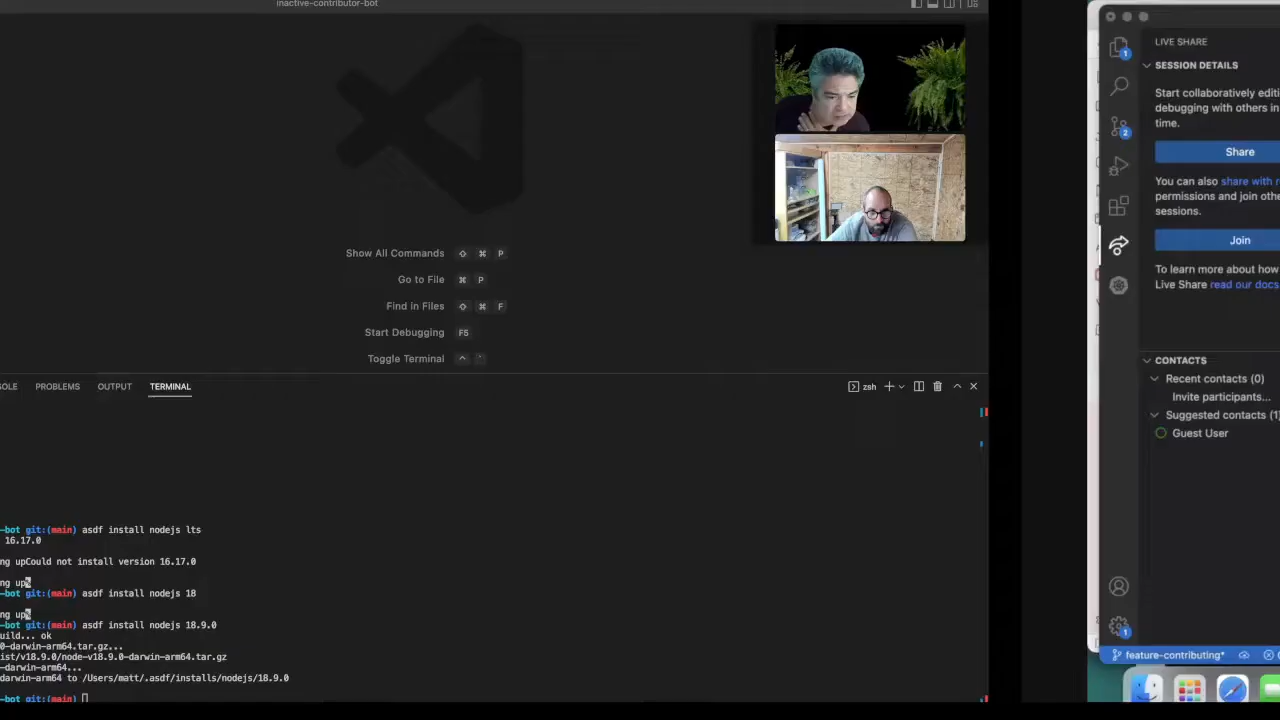 inactive-contributor-bot
Show All Commands ⇧ ⌘ P
Go to File ⌘ P
Find in Files ⇧ ⌘ F
Start Debugging F5
Toggle Terminal ^ `
OLE PROBLEMS OUTPUT TERMINAL
zsh
-bot git:(main) asdf install nodejs lts
16.17.0
ng upCould not install version 16.17.0
ng up%
-bot git:(main) asdf install nodejs 18
ng up%
-bot git:(main) asdf install nodejs 18.9.0
uild... ok
0-darwin-arm64.tar.gz...
ist/v18.9.0/node-v18.9.0-darwin-arm64.tar.gz
-darwin-arm64...
darwin-arm64 to /Users/matt/.asdf/installs/nodejs/18.9.0
-bot git:(main)
LIVE SHARE
SESSION DETAILS
Start collaboratively editi
debugging with others in
time.
Share
You can also share with r
permissions and join othe
sessions.
Join
To learn more about how
Live Share read our docs
CONTACTS
Recent contacts (0)
Invite participants...
Suggested contacts (1
Guest User
1
2
1
feature-contributing*